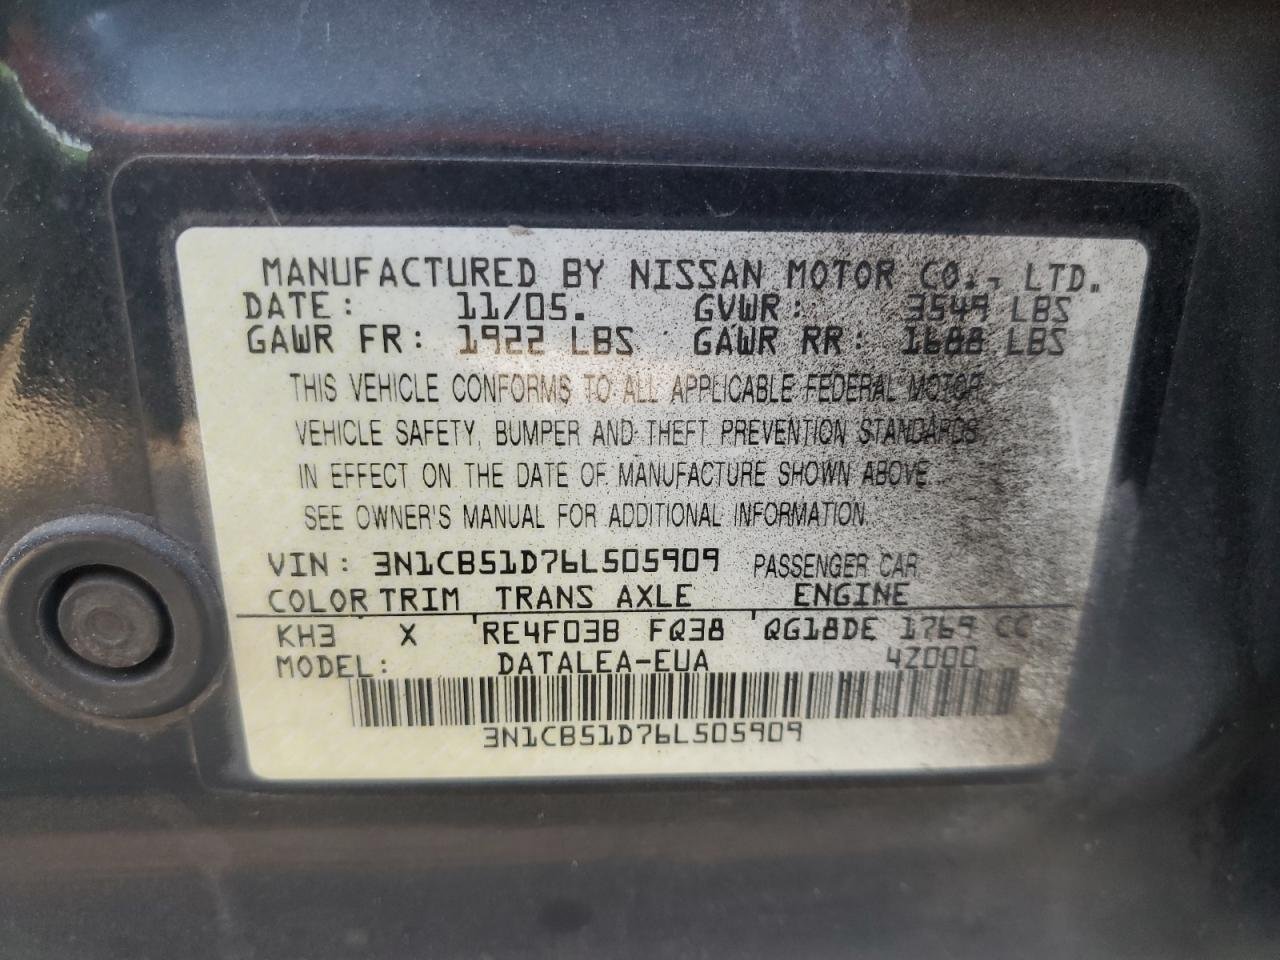 MANUFACTURED BY NISSAN MOTOR CO., LTD.
DATE: 11/05. GVWR: 3549 LBS
GAWR FR: 1922 LBS GAWR RR: 1688 LBS
THIS VEHICLE CONFORMS TO ALL APPLICABLE FEDERAL MOTOR
VEHICLE SAFETY, BUMPER AND THEFT PREVENTION STANDARDS
IN EFFECT ON THE DATE OF MANUFACTURE SHOWN ABOVE.
SEE OWNER'S MANUAL FOR ADDITIONAL INFORMATION.
VIN: 3N1CB51D76L505909 PASSENGER CAR
COLOR TRIM TRANS AXLE ENGINE
KH3 X RE4F03B FQ38 QG18DE 1769 CC
MODEL: DATALEA-EUA 4Z000
3N1CB51D76L505909